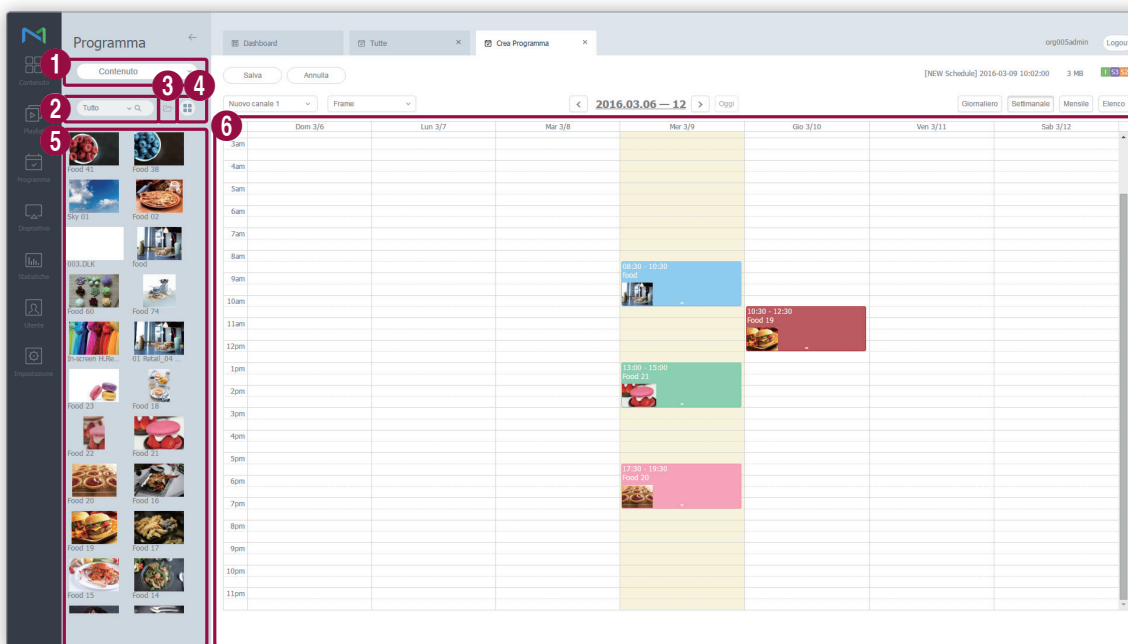 Programma
←
Dashboard
Tutte ×
Crea Programma ×
org005admin
Logout
Contenuto
Playlist
Programma
Dispositivo
Statistiche
Utente
Impostazione
1
Contenuto
2
Tutto
3
4
5
Food 41 Food 38
Sky 01 Food 02
003.DLK food
Food 60 Food 74
In-screen H.Re... 01 Retail_04 ...
Food 23 Food 18
Food 22 Food 21
Food 20 Food 16
Food 19 Food 17
Food 15 Food 14
Salva Annulla
[NEW Schedule] 2016-03-09 10:02:00 3 MB I S3 S2
Nuovo canale 1 Frame < 2016.03.06 — 12 > Oggi Giornaliero Settimanale Mensile Elenco
6
Dom 3/6 Lun 3/7 Mar 3/8 Mer 3/9 Gio 3/10 Ven 3/11 Sab 3/12
3am
4am
5am
6am
7am
8am
08:30 - 10:30
food
9am
10am
10:30 - 12:30
Food 19
11am
12pm
13:00 - 15:00
Food 21
1pm
2pm
3pm
4pm
5pm
17:30 - 19:30
Food 20
6pm
7pm
8pm
9pm
10pm
11pm